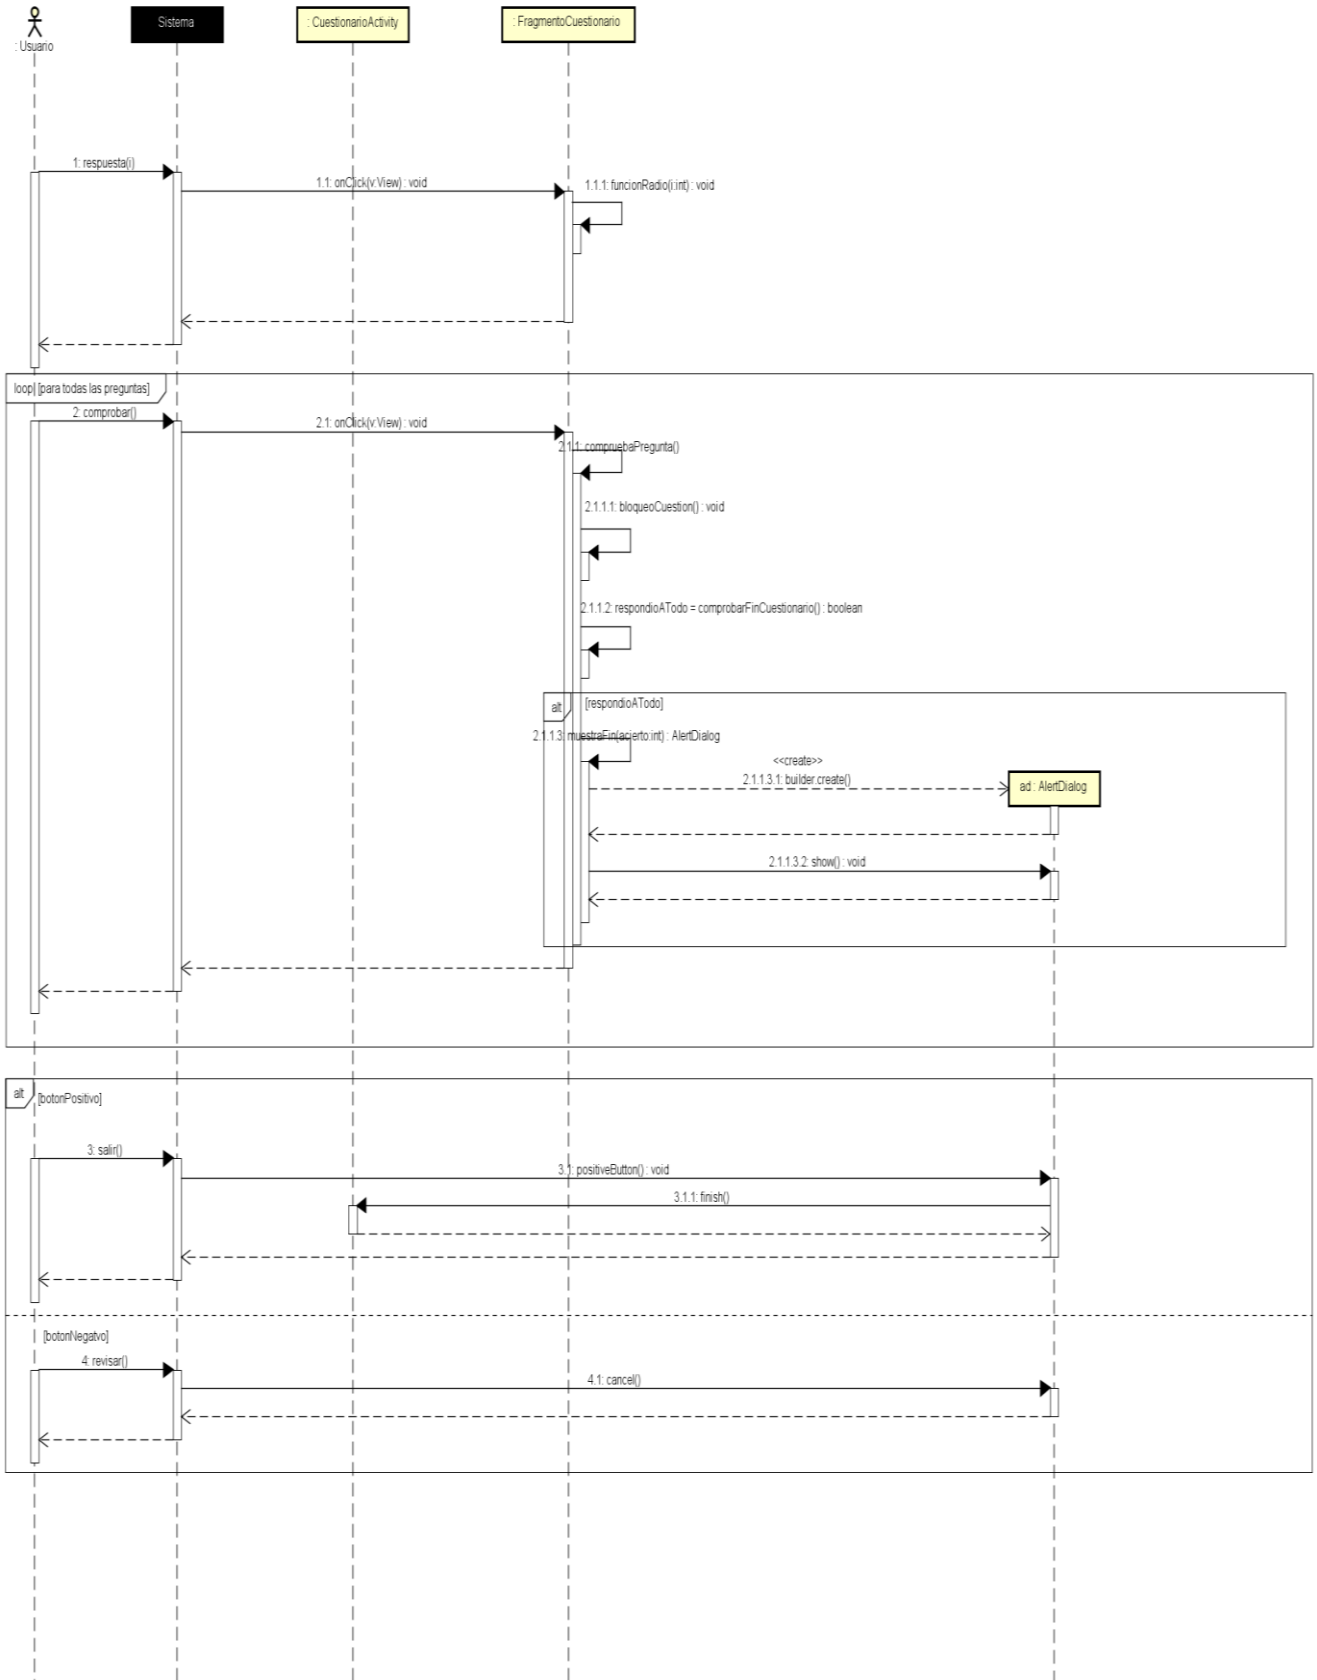 : Usuario
Sistema
: CuestionarioActivity
: FragmentoCuestionario
1: respuesta(i)
1.1: onClick(v:View) : void
1.1.1: funcionRadio(i:int) : void
loop [para todas las preguntas]
2: comprobar()
2.1: onClick(v:View) : void
2.1.1: compruebaPregunta()
2.1.1.1: bloqueoCuestion() : void
2.1.1.2: respondioATodo = comprobarFinCuestionario() : boolean
alt [respondioATodo]
2.1.1.3: muestraFin(acierto:int) : AlertDialog
<<create>>
2.1.1.3.1: builder.create()
ad : AlertDialog
2.1.1.3.2: show() : void
alt [botonPositivo]
3: salir()
3.1: positiveButton() : void
3.1.1: finish()
[botonNegatvo]
4: revisar()
4.1: cancel()